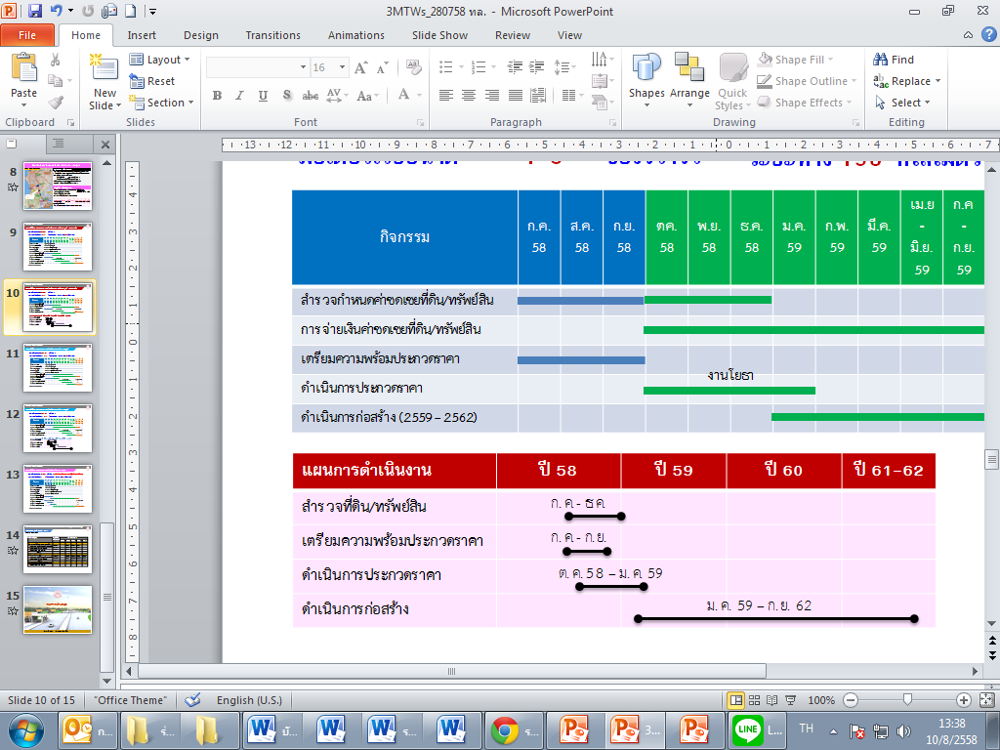 3MTWs_280758 ทล. - Microsoft PowerPoint
File Home Insert Design Transitions Animations Slide Show Review View
Paste
New Slide
Layout
Reset
Section
16
Shapes Arrange Quick Styles
Shape Fill
Shape Outline
Shape Effects
Find
Replace
Select
Clipboard Slides Font Paragraph Drawing Editing
กิจกรรม
ก.ค. 58
ส.ค. 58
ก.ย. 58
ตค. 58
พ.ย. 58
ธ.ค. 58
ม.ค. 59
ก.พ. 59
มี.ค. 59
เม.ย - มิ.ย. 59
ก.ค - ก.ย. 59
สำรวจกำหนดค่าชดเชยที่ดิน/ทรัพย์สิน
การจ่ายเงินค่าชดเชยที่ดิน/ทรัพย์สิน
เตรียมความพร้อมประกวดราคา
งานโยธา
ดำเนินการประกวดราคา
ดำเนินการก่อสร้าง (2559 – 2562)
แผนการดำเนินงาน ปี 58 ปี 59 ปี 60 ปี 61-62
สำรวจที่ดิน/ทรัพย์สิน ก.ค - ธค
เตรียมความพร้อมประกวดราคา ก.ค - ก.ย.
ดำเนินการประกวดราคา ต.ค.58 – ม.ค. 59
ดำเนินการก่อสร้าง ม.ค. 59 – ก.ย. 62
8
9
10
11
12
13
14
15
Slide 10 of 15 "Office Theme" English (U.S.) 100%
ก... ร่... บั... ร... ร... 3... LINE L... TH
13:38
10/8/2558